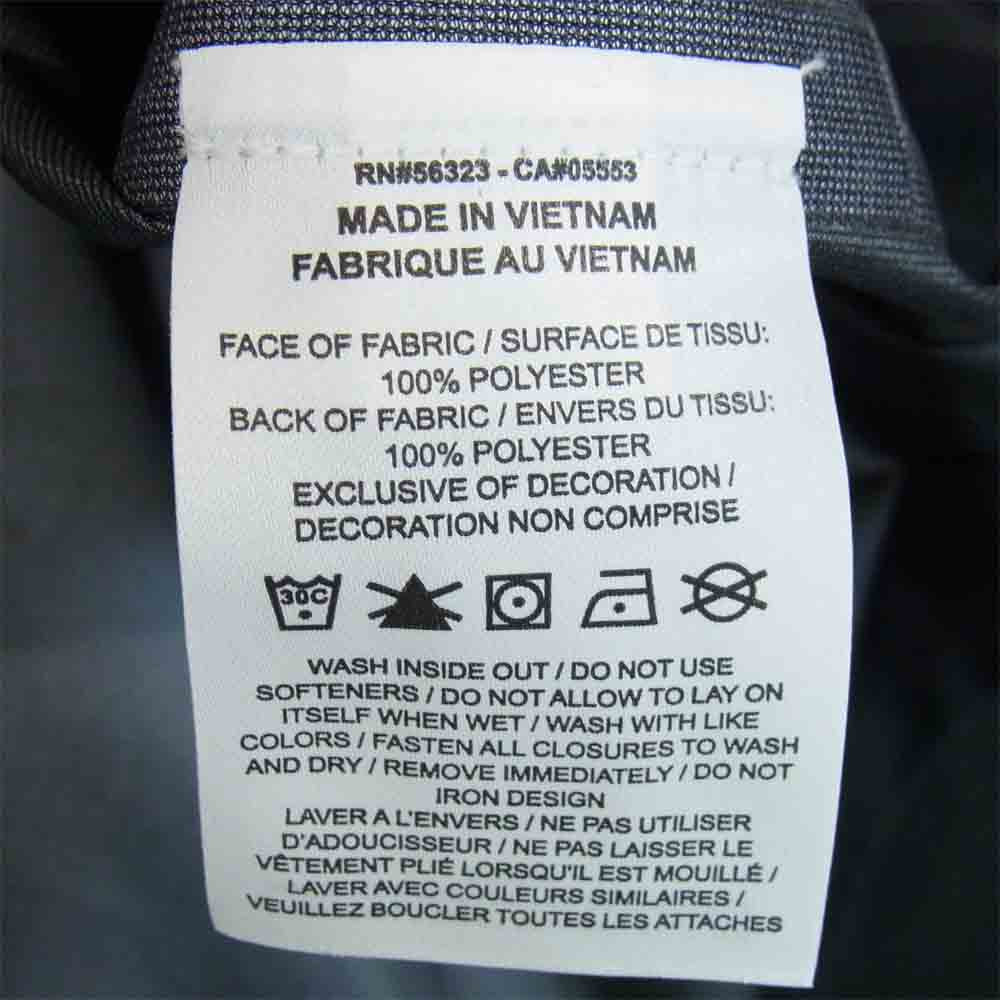 RN#56323 - CA#05553
MADE IN VIETNAM
FABRIQUE AU VIETNAM
FACE OF FABRIC / SURFACE DE TISSU:
100% POLYESTER
BACK OF FABRIC / ENVERS DU TISSU:
100% POLYESTER
EXCLUSIVE OF DECORATION /
DECORATION NON COMPRISE
30C
WASH INSIDE OUT / DO NOT USE
SOFTENERS / DO NOT ALLOW TO LAY ON
ITSELF WHEN WET / WASH WITH LIKE
COLORS / FASTEN ALL CLOSURES TO WASH
AND DRY / REMOVE IMMEDIATELY / DO NOT
IRON DESIGN
LAVER A L'ENVERS / NE PAS UTILISER
D'ADOUCISSEUR / NE PAS LAISSER LE
VÊTEMENT PLIÉ LORSQU'IL EST MOUILLÉ /
LAVER AVEC COULEURS SIMILAIRES /
VEUILLEZ BOUCLER TOUTES LES ATTACHES